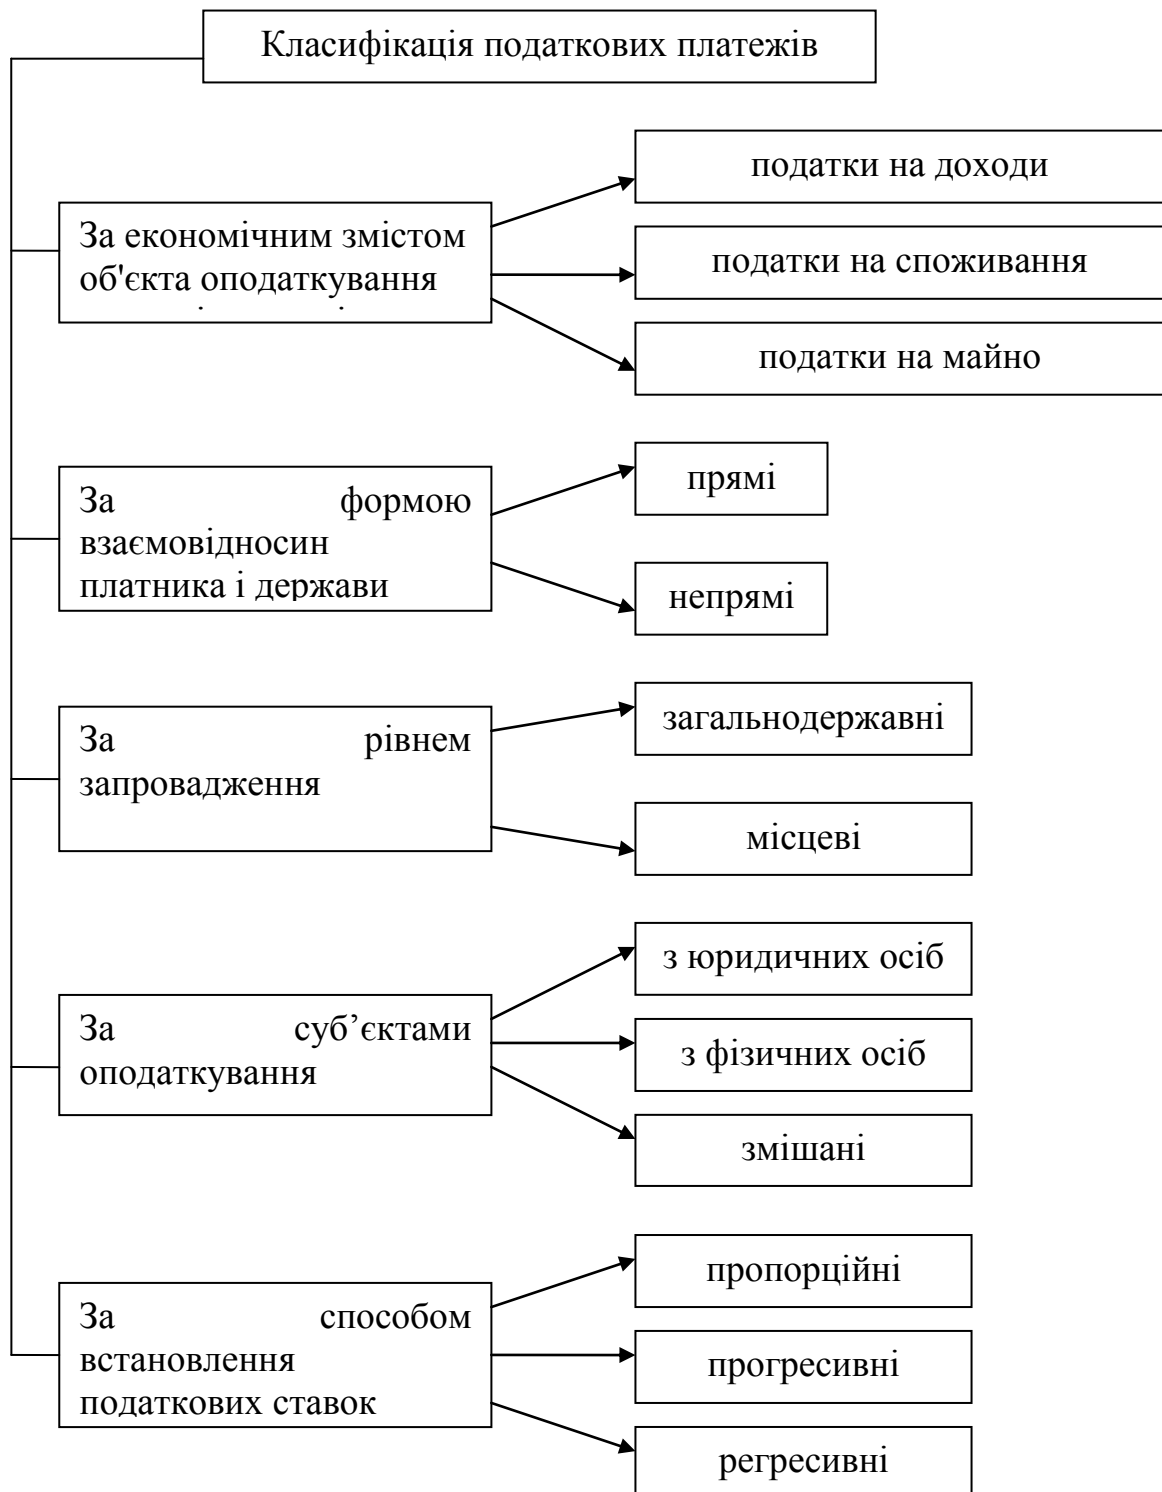 Класифікація податкових платежів
податки на доходи
За економічним змістом
об'єкта оподаткування
податки на споживання
податки на майно
За формою
взаємовідносин
платника і держави
прямі
непрямі
За рівнем
запровадження
загальнодержавні
місцеві
За суб’єктами
оподаткування
з юридичних осіб
з фізичних осіб
змішані
За способом
встановлення
податкових ставок
пропорційні
прогресивні
регресивні